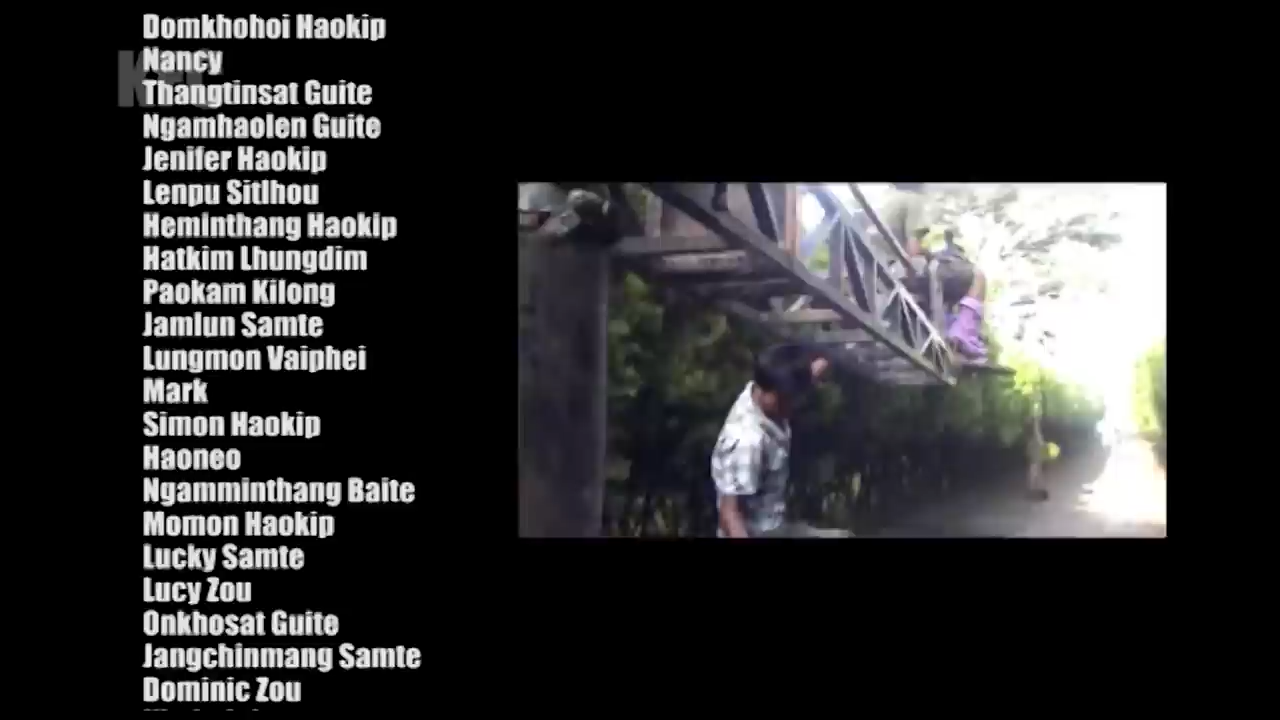 Domkhohoi Haokip
Nancy
Thangtinsat Guite
Ngamhaolen Guite
Jenifer Haokip
Lenpu Sitlhou
Heminthang Haokip
Hatkim Lhungdim
Paokam Kilong
Jamlun Samte
Lungmon Vaiphei
Mark
Simon Haokip
Haoneo
Ngamminthang Baite
Momon Haokip
Lucky Samte
Lucy Zou
Onkhosat Guite
Jangchinmang Samte
Dominic Zou